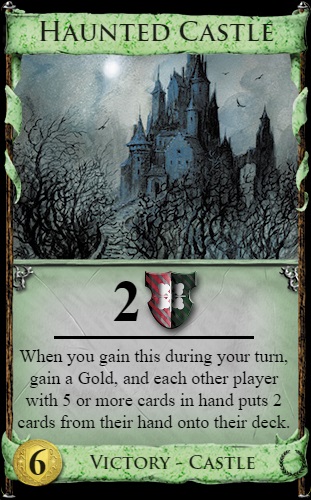 HAUNTED CASTLE
2
When you gain this during your turn,
gain a Gold, and each other player
with 5 or more cards in hand puts 2
cards from their hand onto their deck.
6
VICTORY - CASTLE